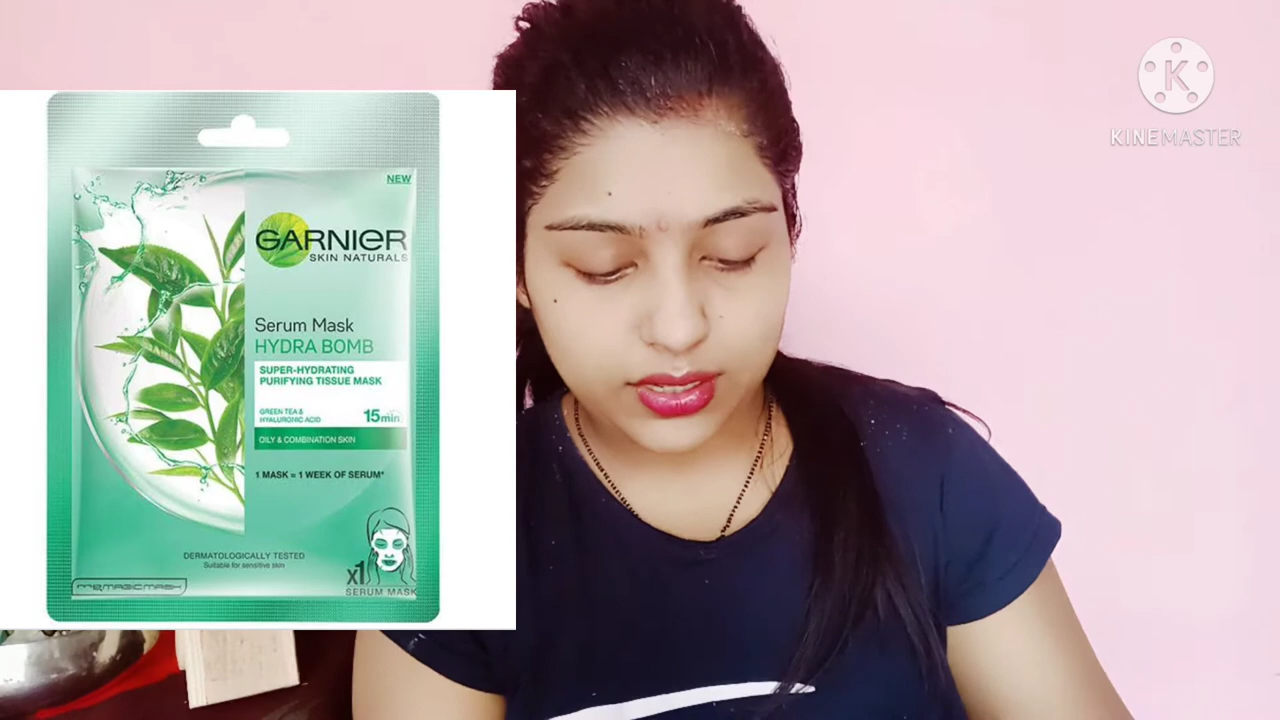 NEW
GARNIER
SKIN NATURALS
Serum Mask
HYDRA BOMB
SUPER-HYDRATING
PURIFYING TISSUE MASK
GREEN TEA &
HYALURONIC ACID
15min
OILY & COMBINATION SKIN
1 MASK = 1 WEEK OF SERUM*
DERMATOLOGICALLY TESTED
Suitable for sensitive skin
x1
SERUM MASK
K
KINEMASTER